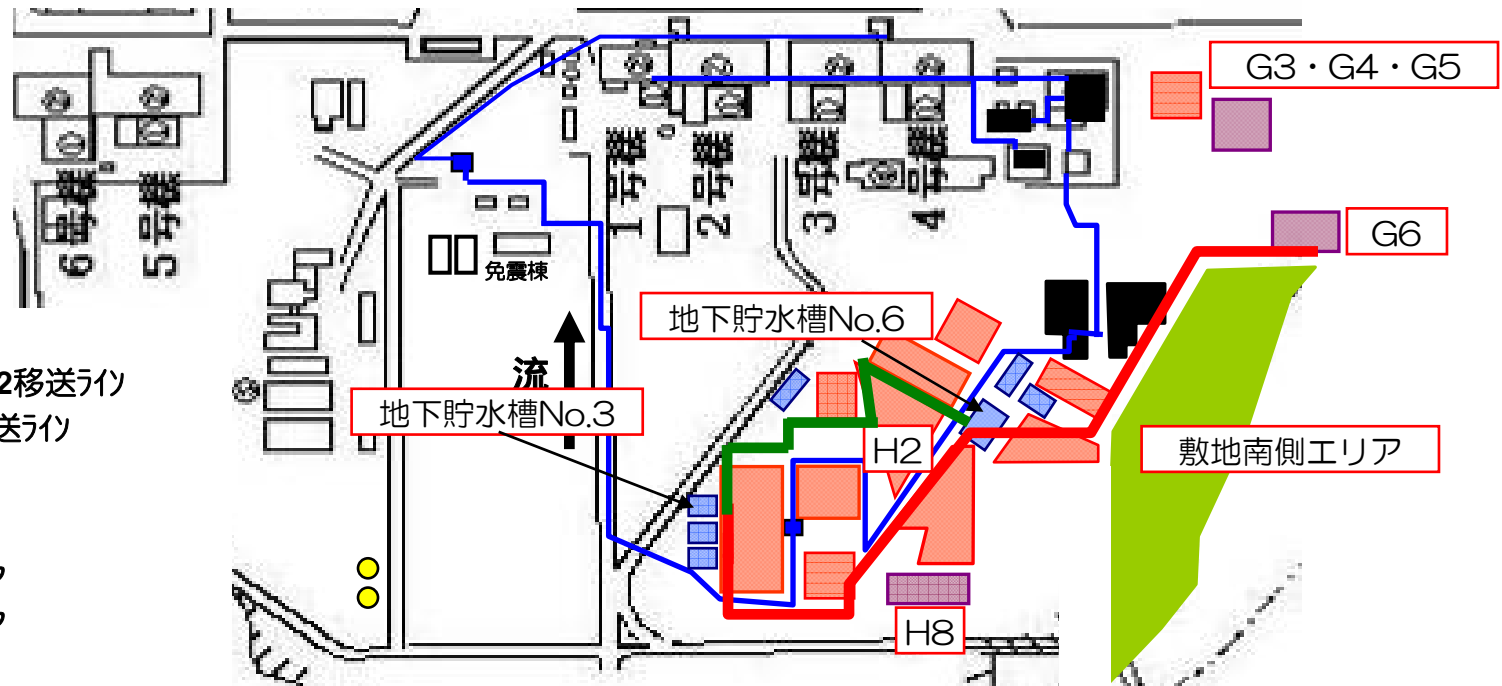 G3・G4・G5
G6
6号機
5号機
1号機
2号機
3号機
4号機
免震棟
地下貯水槽No.6
2移送ライン
送ライン
流
地下貯水槽No.3
H2
敷地南側エリア
ク
ク
H8